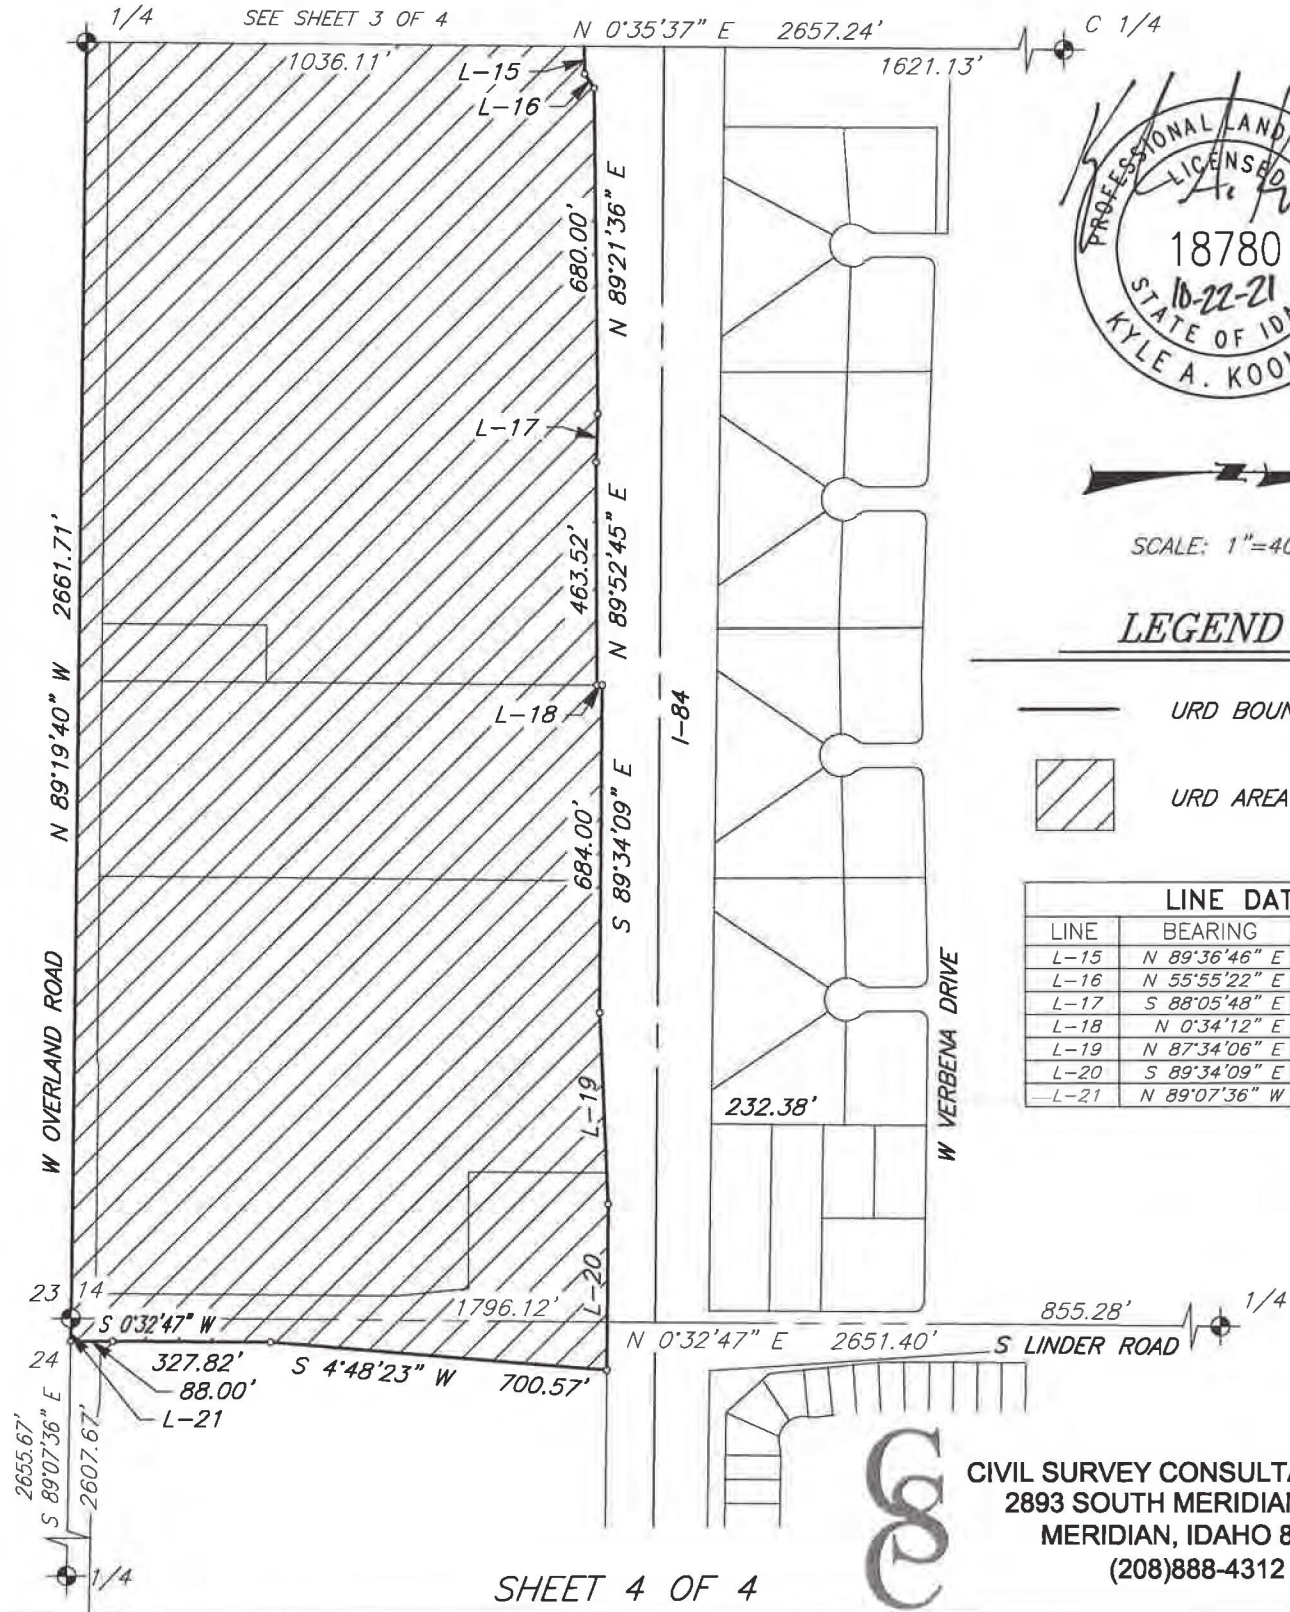 1/4
SEE SHEET 3 OF 4
N 0°35'37" E 2657.24'
C 1/4
1036.11'
L-15
1621.13'
L-16
N 89°21'36" E
680.00'
PROFESSIONAL LAND
LICENSED
18780
10-22-21
STATE OF
KYLE A.
L-17
N 89°52'45" E
463.52'
SCALE:
N 89°19'40" W 2661.71'
LEGEND
L-18
I-84
URD
URD AREA
S 89°34'09" E
684.00'
LINE
LINE BEARING
L-15 N 89°36'46" E
L-16 N 55°55'22" E
L-17 S 88°05'48" E
L-18 N 0°34'12" E
L-19 N 87°34'06" E
L-20 S 89°34'09" E
L-21 N 89°07'36" W
W OVERLAND ROAD
W VERBENA DRIVE
L-19
232.38'
L-20
23 14
1796.12'
S 0°32'47" W
N 0°32'47" E 2651.40'
855.28'
1/4
S LINDER ROAD
24
327.82'
S 4°48'23" W 700.57'
88.00'
L-21
2655.67'
S 89°07'36" E
2607.67'
CSC
CIVIL SURVEY
2893 SOUTH
MERIDIAN, IDAHO
(208)888-4312
1/4
SHEET 4 OF 4